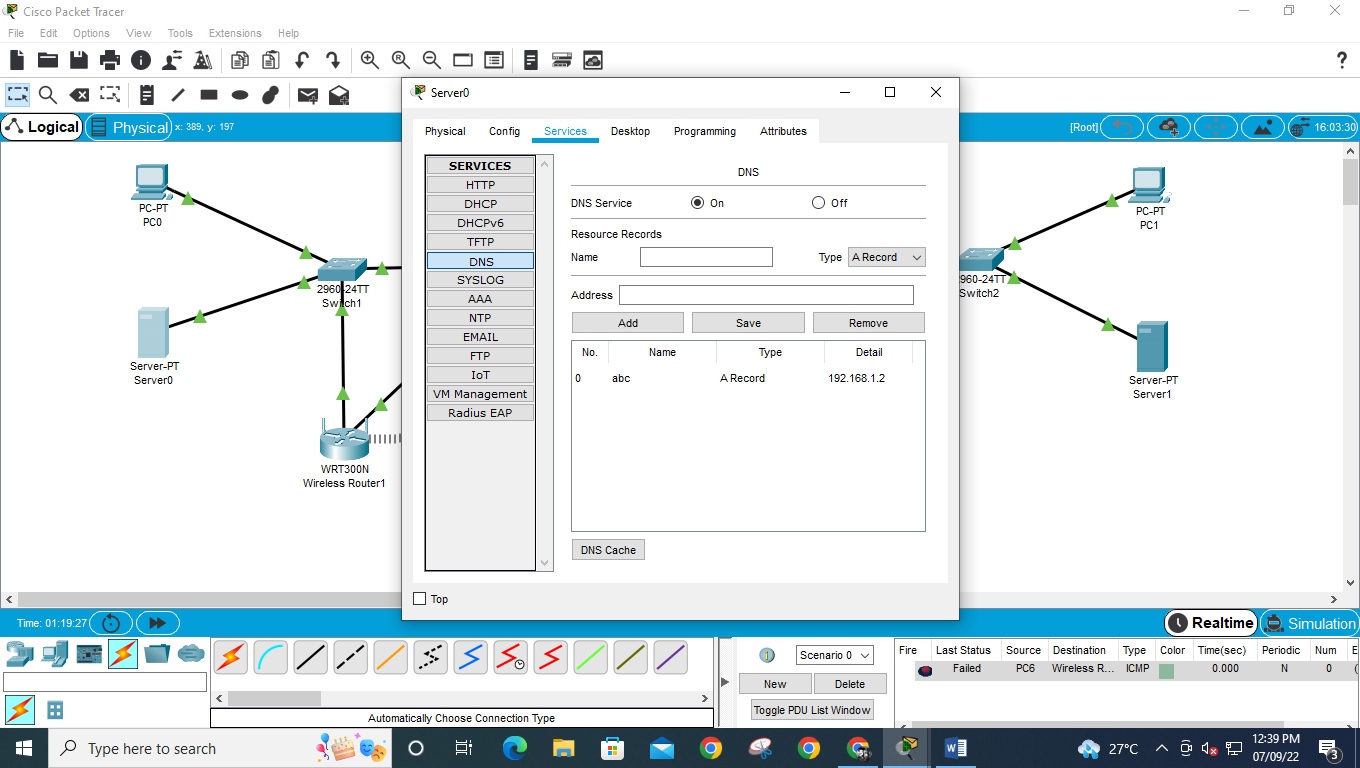 Cisco Packet Tracer
File Edit Options View Tools Extensions Help
?
Logical
Physical
x: 389, y: 197
[Root]
16:03:30
PC-PT
PC0
2960-24TT
Switch1
Server-PT
Server0
WRT300N
Wireless Router1
Server0
Physical Config Services Desktop Programming Attributes
SERVICES
HTTP
DHCP
DHCPv6
TFTP
DNS
SYSLOG
AAA
NTP
EMAIL
FTP
IoT
VM Management
Radius EAP
DNS
DNS Service On Off
Resource Records
Name Type A Record
Address
Add Save Remove
No. Name Type Detail
0 abc A Record 192.168.1.2
DNS Cache
Top
PC-PT
PC1
960-24TT
Switch2
Server-PT
Server1
Time: 01:19:27
Realtime
Simulation
Automatically Choose Connection Type
Scenario 0
New Delete
Toggle PDU List Window
Fire Last Status Source Destination Type Color Time(sec) Periodic Num E
Failed PC6 Wireless R... ICMP 0.000 N 0 (
Type here to search
27°C
12:39 PM
07/09/22
3